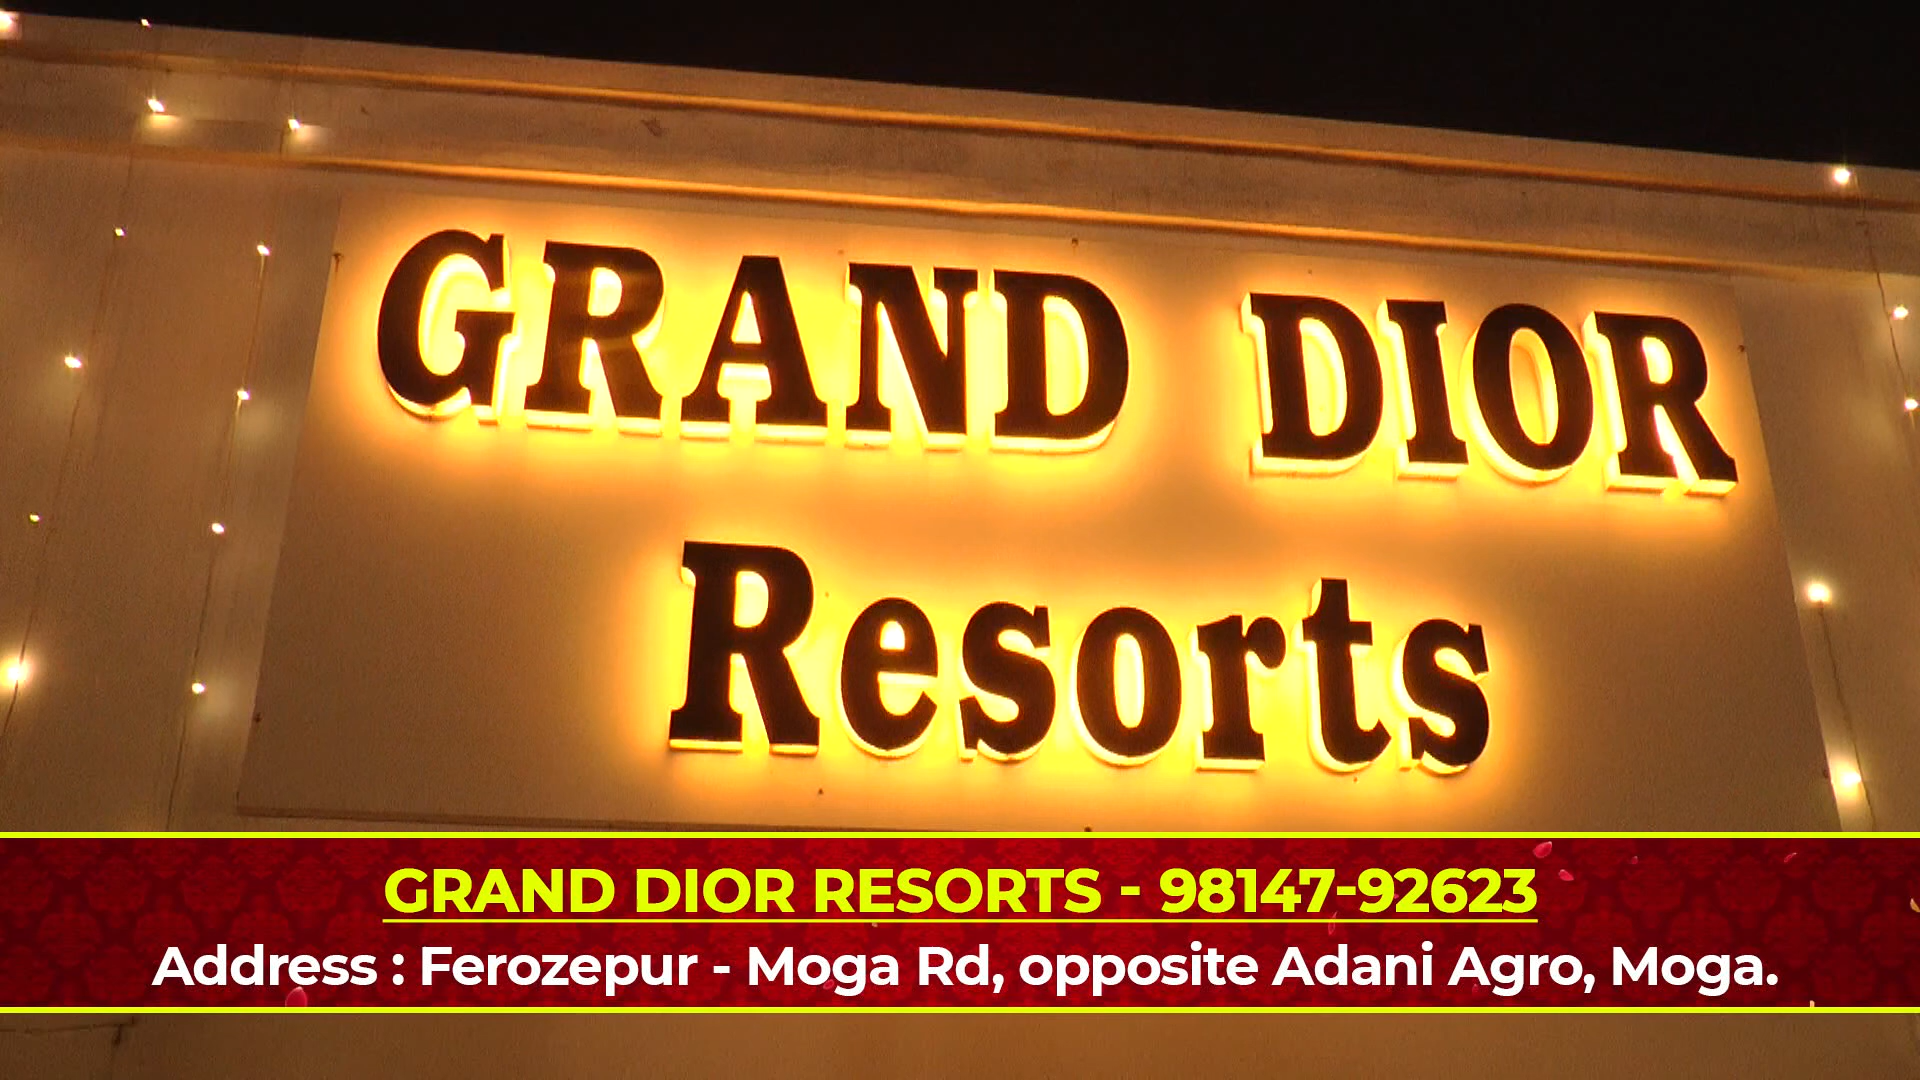 GRAND DIOR
Resorts
GRAND DIOR RESORTS - 98147-92623
Address : Ferozepur - Moga Rd, opposite Adani Agro, Moga.